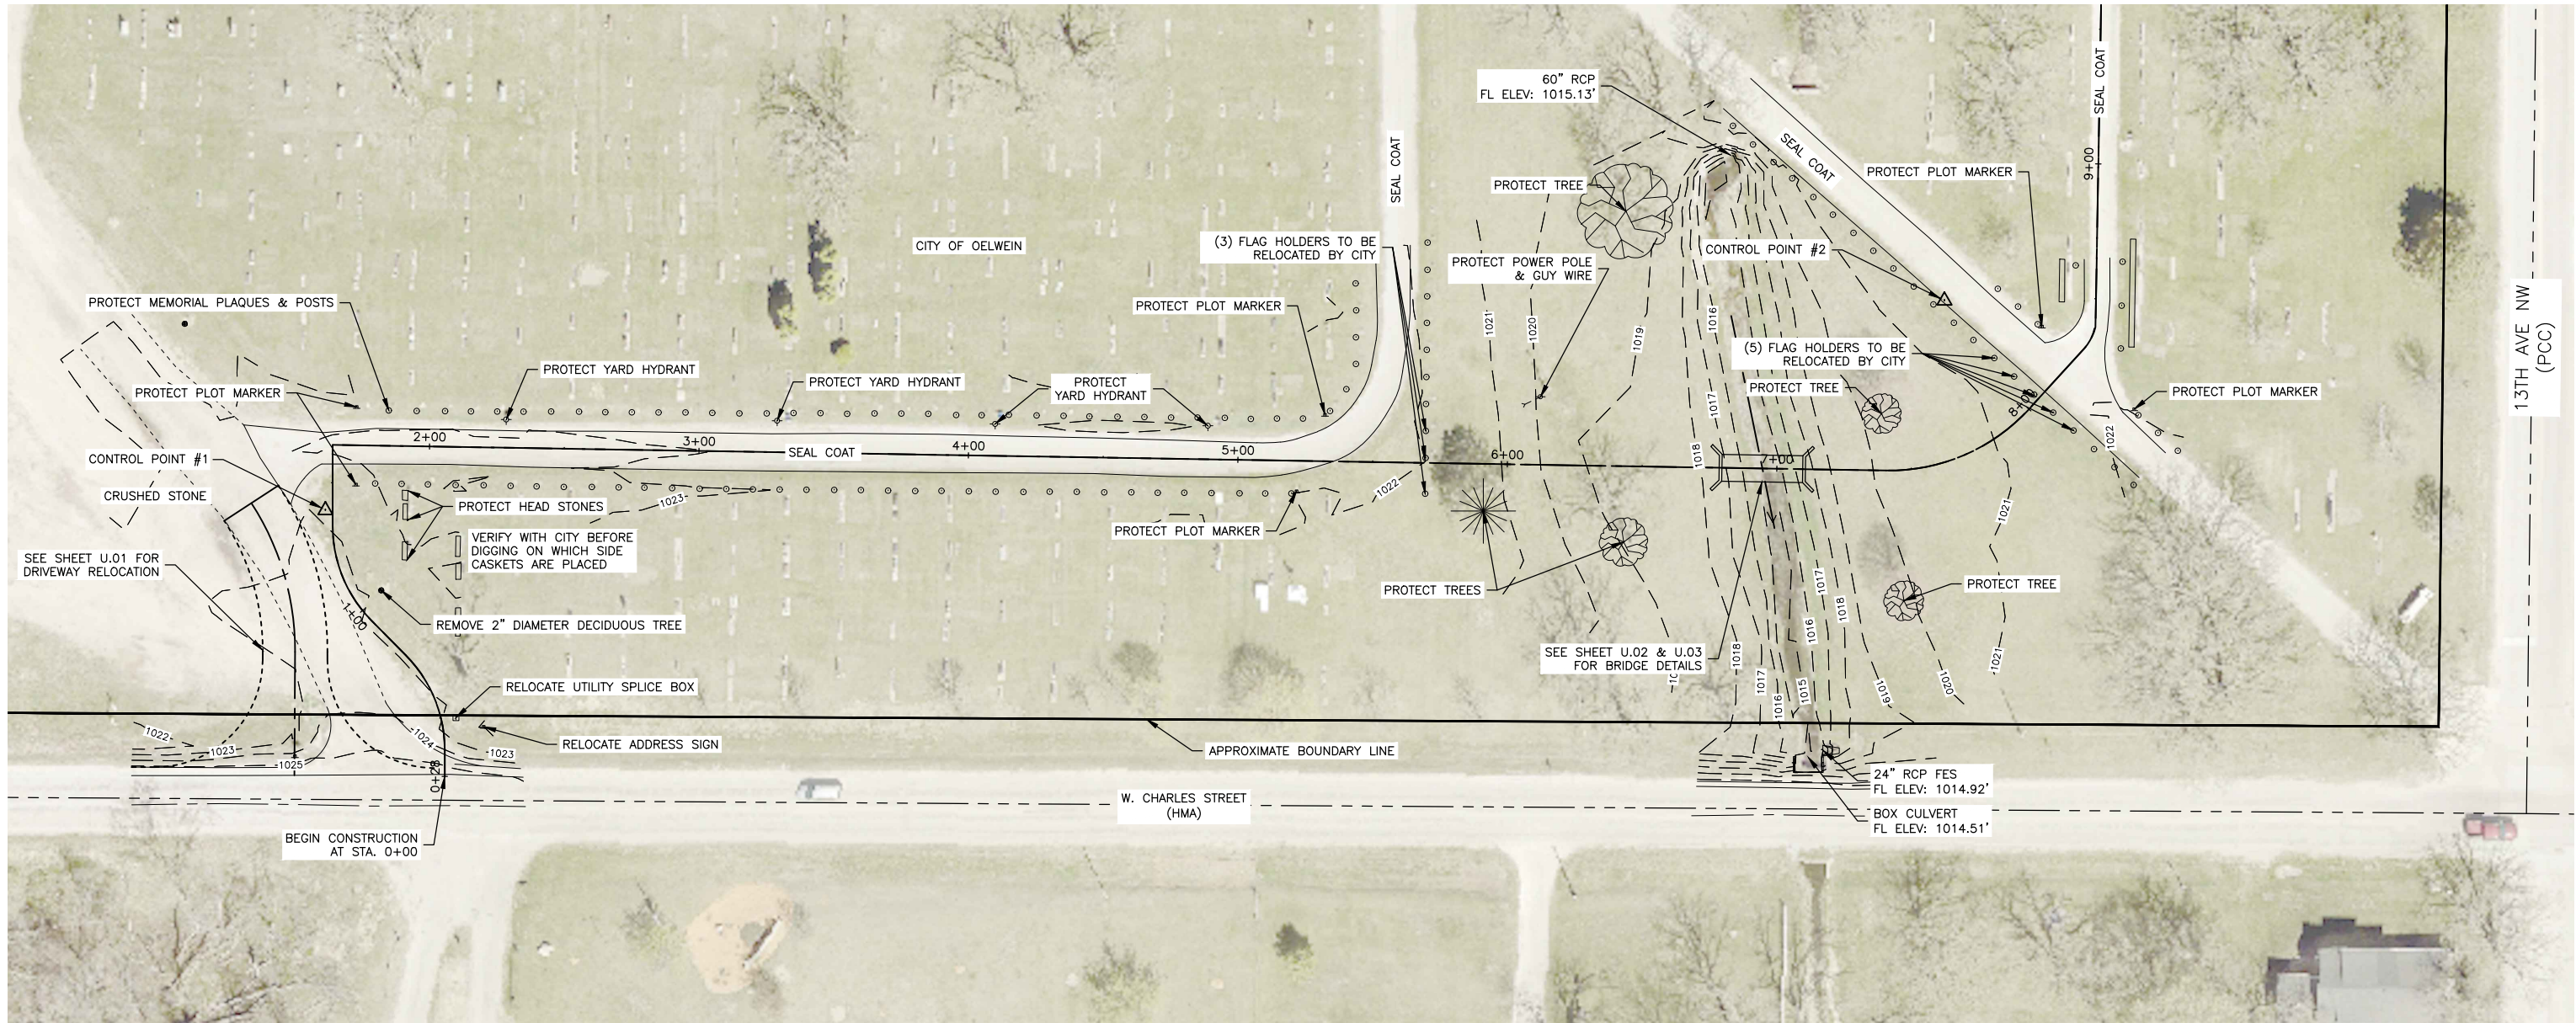 60" RCP
FL ELEV: 1015.13'
SEAL COAT
SEAL COAT
SEAL COAT
PROTECT PLOT MARKER
9+00
PROTECT TREE
CITY OF OELWEIN
(3) FLAG HOLDERS TO BE
RELOCATED BY CITY
CONTROL POINT #2
PROTECT POWER POLE
& GUY WIRE
PROTECT MEMORIAL PLAQUES & POSTS
PROTECT PLOT MARKER
1021
1020
1019
1016
13TH AVE NW
(PCC)
(5) FLAG HOLDERS TO BE
RELOCATED BY CITY
PROTECT YARD HYDRANT
PROTECT YARD HYDRANT
PROTECT
YARD HYDRANT
PROTECT TREE
PROTECT PLOT MARKER
PROTECT PLOT MARKER
1017
8+00
2+00
3+00
4+00
5+00
6+00
7+00
1022
SEAL COAT
CONTROL POINT #1
1018
CRUSHED STONE
1023
1022
PROTECT HEAD STONES
PROTECT PLOT MARKER
1021
VERIFY WITH CITY BEFORE
DIGGING ON WHICH SIDE
CASKETS ARE PLACED
SEE SHEET U.01 FOR
DRIVEWAY RELOCATION
PROTECT TREES
1017
1018
PROTECT TREE
1+00
REMOVE 2" DIAMETER DECIDUOUS TREE
1016
SEE SHEET U.02 & U.03
FOR BRIDGE DETAILS
1018
1021
RELOCATE UTILITY SPLICE BOX
1017
1015
1019
1020
1016
1022
1023
1024
1023
1025
RELOCATE ADDRESS SIGN
APPROXIMATE BOUNDARY LINE
0+28
24" RCP FES
FL ELEV: 1014.92'
W. CHARLES STREET
(HMA)
BOX CULVERT
FL ELEV: 1014.51'
BEGIN CONSTRUCTION
AT STA. 0+00